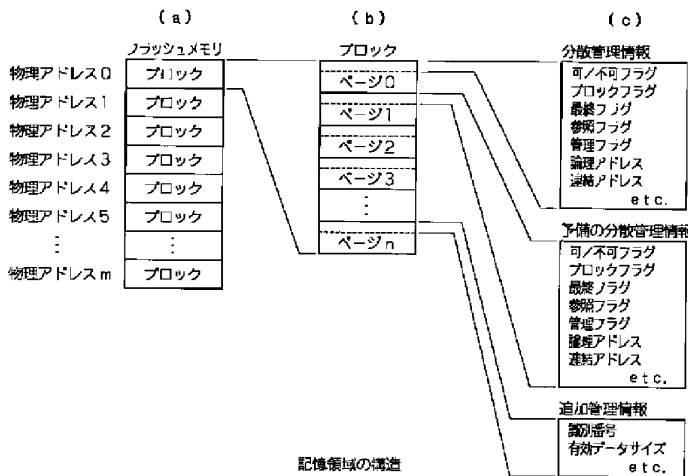 (a)
(b)
(c)
フラッシュメモリ
物理アドレス0
ブロック
物理アドレス1
ブロック
物理アドレス2
ブロック
物理アドレス3
ブロック
物理アドレス4
ブロック
物理アドレス5
ブロック
⋮
⋮
物理アドレスm
ブロック
ブロック
ページ0
ページ1
ページ2
ページ3
⋮
ページn
分散管理情報
可/不可フラグ
ブロックフラグ
最終フラグ
参照フラグ
管理フラグ
論理アドレス
連結アドレス
etc.
予備の分散管理情報
可/不可フラグ
ブロックフラグ
最終フラグ
参照フラグ
管理フラグ
論理アドレス
連結アドレス
etc.
追加管理情報
識別番号
有効データサイズ
etc.
記憶領域の構造